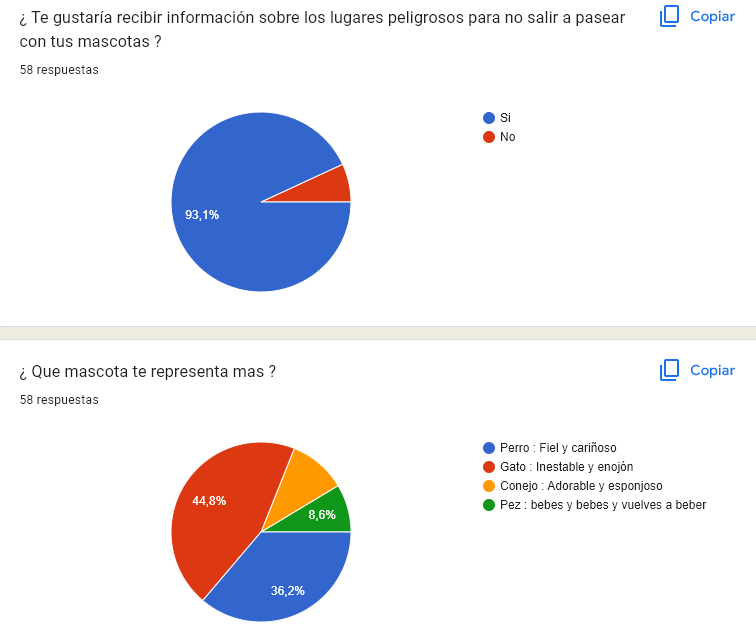 ¿ Te gustaría recibir información sobre los lugares peligrosos para no salir a pasear
con tus mascotas ?
Copiar
58 respuestas
93,1%
Si
No
¿ Que mascota te representa mas ?
Copiar
58 respuestas
44,8%
8,6%
36,2%
Perro : Fiel y cariñoso
Gato : Inestable y enojón
Conejo : Adorable y esponjoso
Pez : bebes y bebes y vuelves a beber